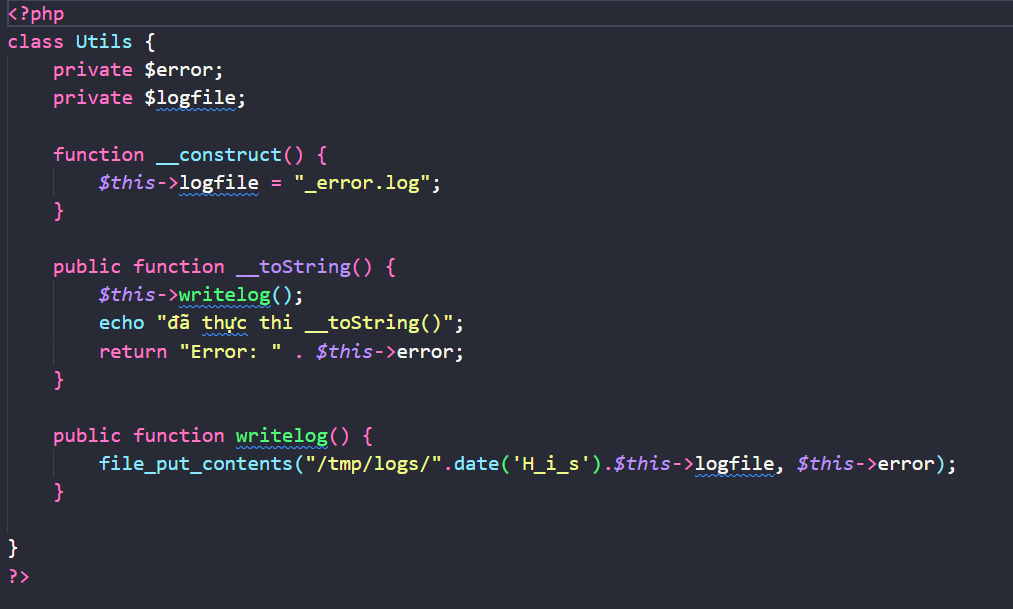 <?php
class Utils {
    private $error;
    private $logfile;

    function __construct() {
        $this->logfile = "_error.log";
    }

    public function __toString() {
        $this->writelog();
        echo "đã thực thi __toString()";
        return "Error: " . $this->error;
    }

    public function writelog() {
        file_put_contents("/tmp/logs/".date('H_i_s').$this->logfile, $this->error);
    }

}
?>